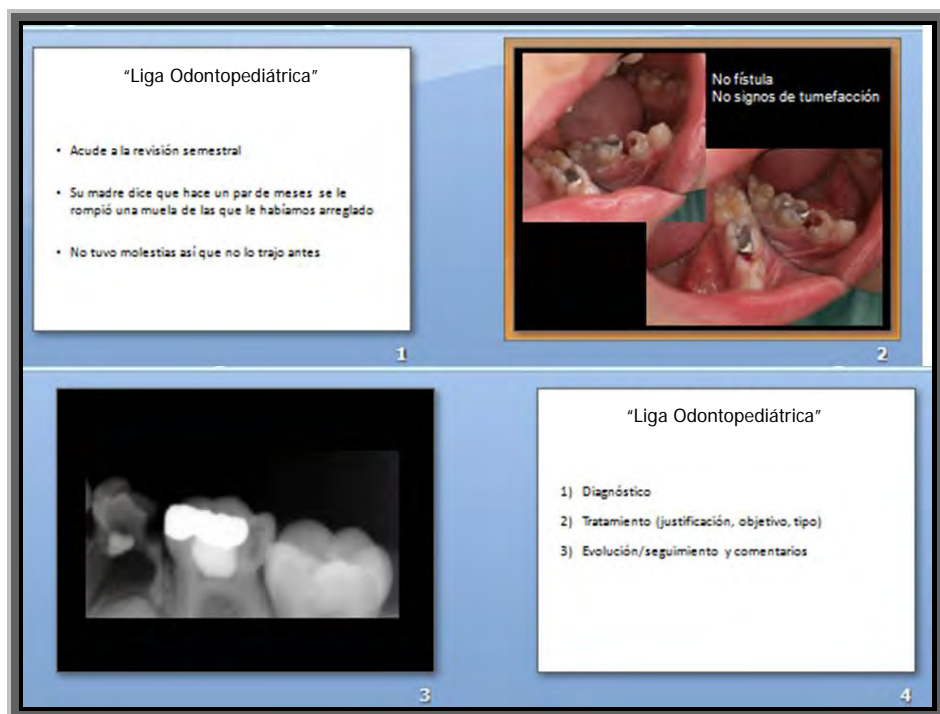 “Liga Odontopediátrica”
• Acude a la revisión semestral
• Su madre dice que hace un par de meses se le
rompió una muela de las que le habíamos arreglado
• No tuvo molestias así que no lo trajo antes
1
No fístula
No signos de tumefacción
2
3
“Liga Odontopediátrica”
1) Diagnóstico
2) Tratamiento (justificación, objetivo, tipo)
3) Evolución/seguimiento y comentarios
4